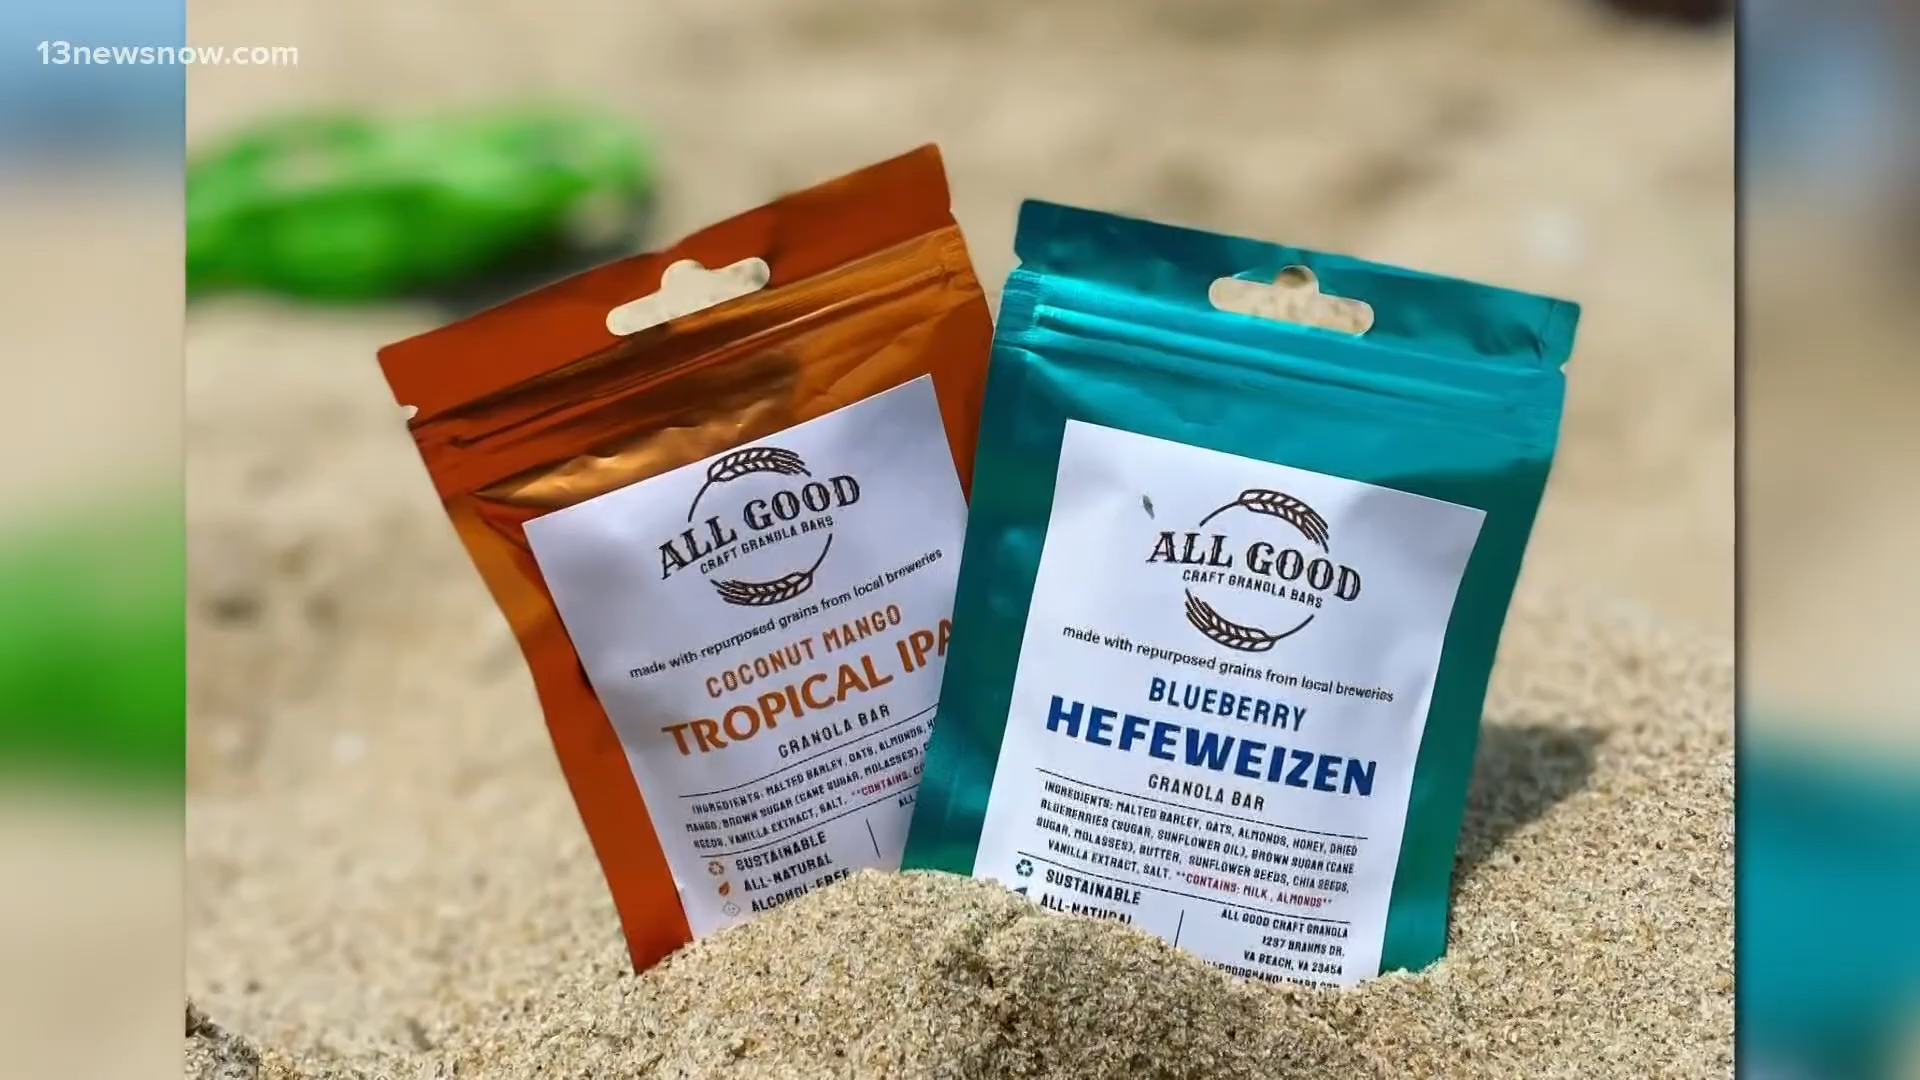 13newsnow.com
ALL GOOD
CRAFT GRANOLA BARS
made with repurposed grains from local breweries
COCONUT MANGO
TROPICAL IPA
GRANOLA BAR
INGREDIENTS: MALTED BARLEY, OATS, ALMONDS,
MANGO, BROWN SUGAR (CANE SUGAR, MOLASSES),
SEEDS, VANILLA EXTRACT, SALT. **CONTAINS:
SUSTAINABLE
ALL-NATURAL
ALCOHOL-FREE
ALL
ALL GOOD
CRAFT GRANOLA BARS
made with repurposed grains from local breweries
BLUEBERRY
HEFEWEIZEN
GRANOLA BAR
INGREDIENTS: MALTED BARLEY, OATS, ALMONDS, HONEY, DRIED
BLUEBERRIES (SUGAR, SUNFLOWER OIL), BROWN SUGAR (CANE
SUGAR, MOLASSES), BUTTER, SUNFLOWER SEEDS, CHIA SEEDS,
VANILLA EXTRACT, SALT. **CONTAINS: MILK, ALMONDS**
SUSTAINABLE
ALL-NATURAL
ALL GOOD CRAFT GRANOLA
1237 BRAHMS DR.
VA BEACH, VA 23454